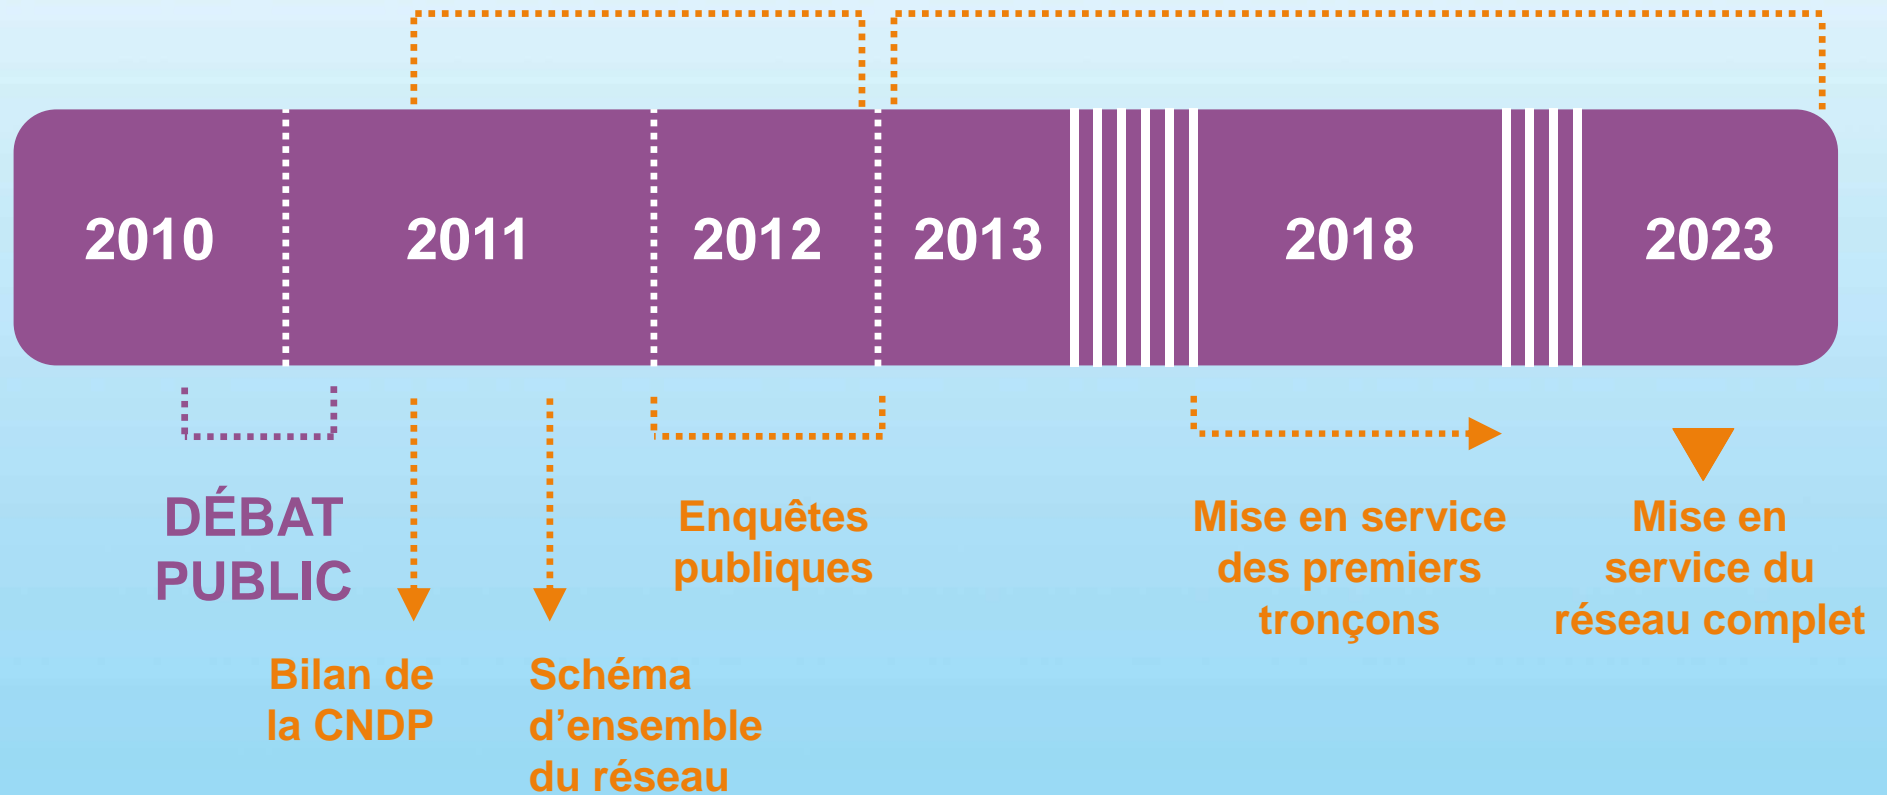 2010
2011
2012
2013
2018
2023
DÉBAT
PUBLIC
Bilan de
la CNDP
Schéma
d’ensemble
du réseau
Enquêtes
publiques
Mise en service
des premiers
tronçons
Mise en
service du
réseau complet